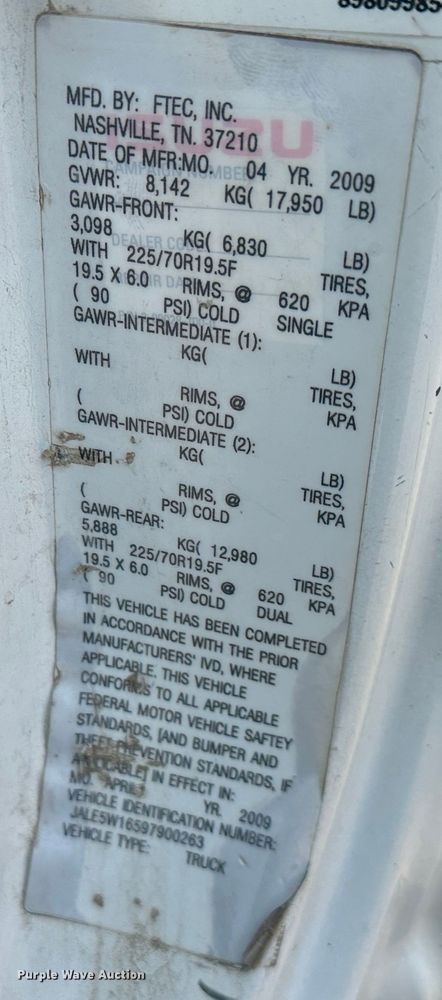 89809985
MFD. BY: FTEC, INC.
NASHVILLE, TN. 37210
DATE OF MFR:MO. 04 YR. 2009
GVWR: 8,142 KG( 17,950 LB)
GAWR-FRONT:
3,098 KG( 6,830 LB)
WITH 225/70R19.5F TIRES,
19.5 X 6.0 RIMS, @ 620 KPA
( 90 PSI) COLD SINGLE
GAWR-INTERMEDIATE (1):
KG( LB)
WITH TIRES,
RIMS, @ KPA
( PSI) COLD
GAWR-INTERMEDIATE (2):
KG( LB)
WITH TIRES,
RIMS, @ KPA
( PSI) COLD
GAWR-REAR:
5,888 KG( 12,980 LB)
WITH 225/70R19.5F TIRES,
19.5 X 6.0 RIMS, @ 620 KPA
( 90 PSI) COLD DUAL
THIS VEHICLE HAS BEEN COMPLETED
IN ACCORDANCE WITH THE PRIOR
MANUFACTURERS' IVD, WHERE
APPLICABLE. THIS VEHICLE
CONFORMS TO ALL APPLICABLE
FEDERAL MOTOR VEHICLE SAFTEY
STANDARDS, [AND BUMPER AND
THEFT PREVENTION STANDARDS, IF
APPLICABLE] IN EFFECT IN:
MO. APRIL YR. 2009
VEHICLE IDENTIFICATION NUMBER:
JALE5W16597900263
VEHICLE TYPE: TRUCK
ISUZU
CAMPAIGN NUMBER
DEALER CODE
Purple Wave Auction